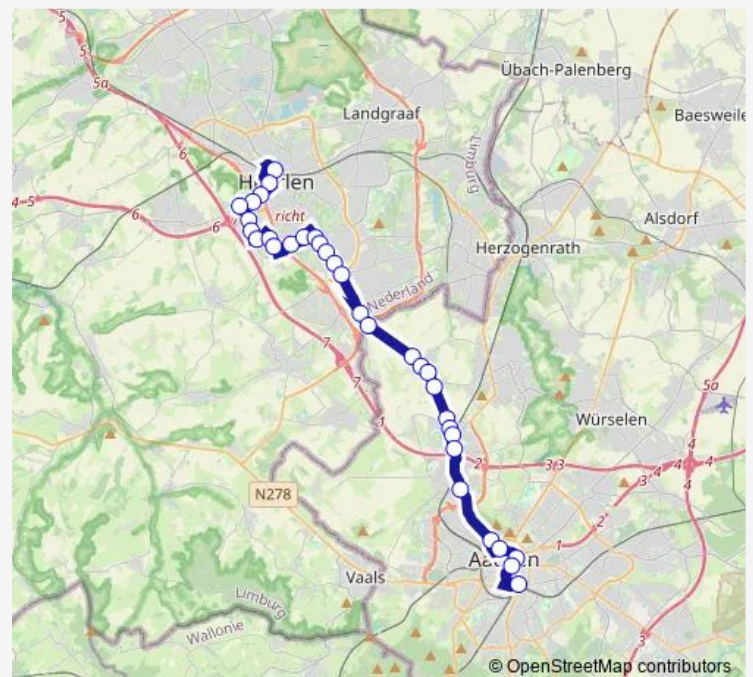 5
5a
Übach-Palenberg
Baesweile
Landgraaf
6
Limburg
4-5
6
6
richt
Alsdorf
Herzogenrath
Nederland
7
7
5a
1
Würselen
4
2
3
3
4
4
4
3
4
N278
2
1
Vaals
Limburg
Wallonie
3
© OpenStreetMap contributors